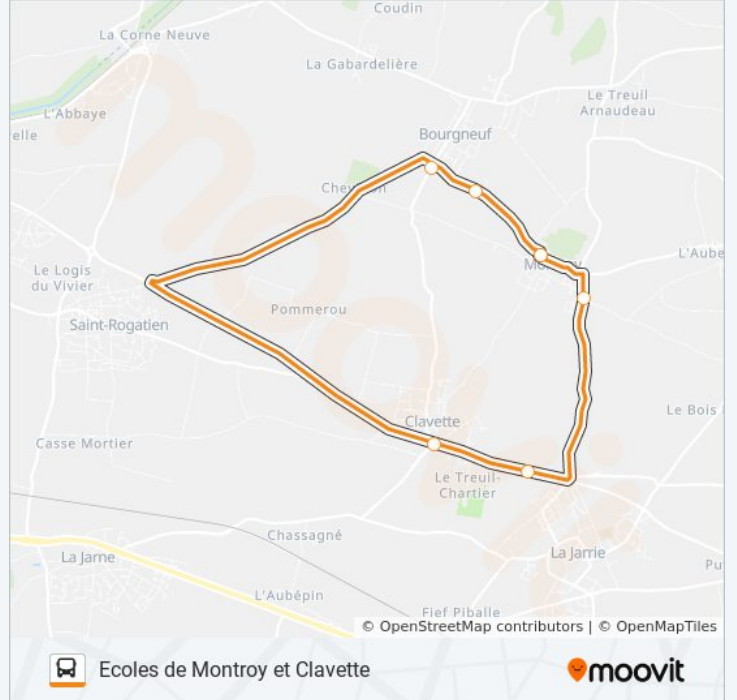 Coudin
La Corne Neuve
La Gabardelière
Le Treuil
Arnaudeau
L'Abbaye
elle
Bourgneuf
L'Aube
Le Logis
du Vivier
Pommerou
Saint-Rogatien
Le Bois
Clavette
Casse Mortier
Le Treuil-
Chartier
Chassagné
La Jarne
La Jarrie
Pu
L'Aubépin
Fief Piballe
© OpenStreetMap contributors | © OpenMapTiles
Ecoles de Montroy et Clavette
moovit